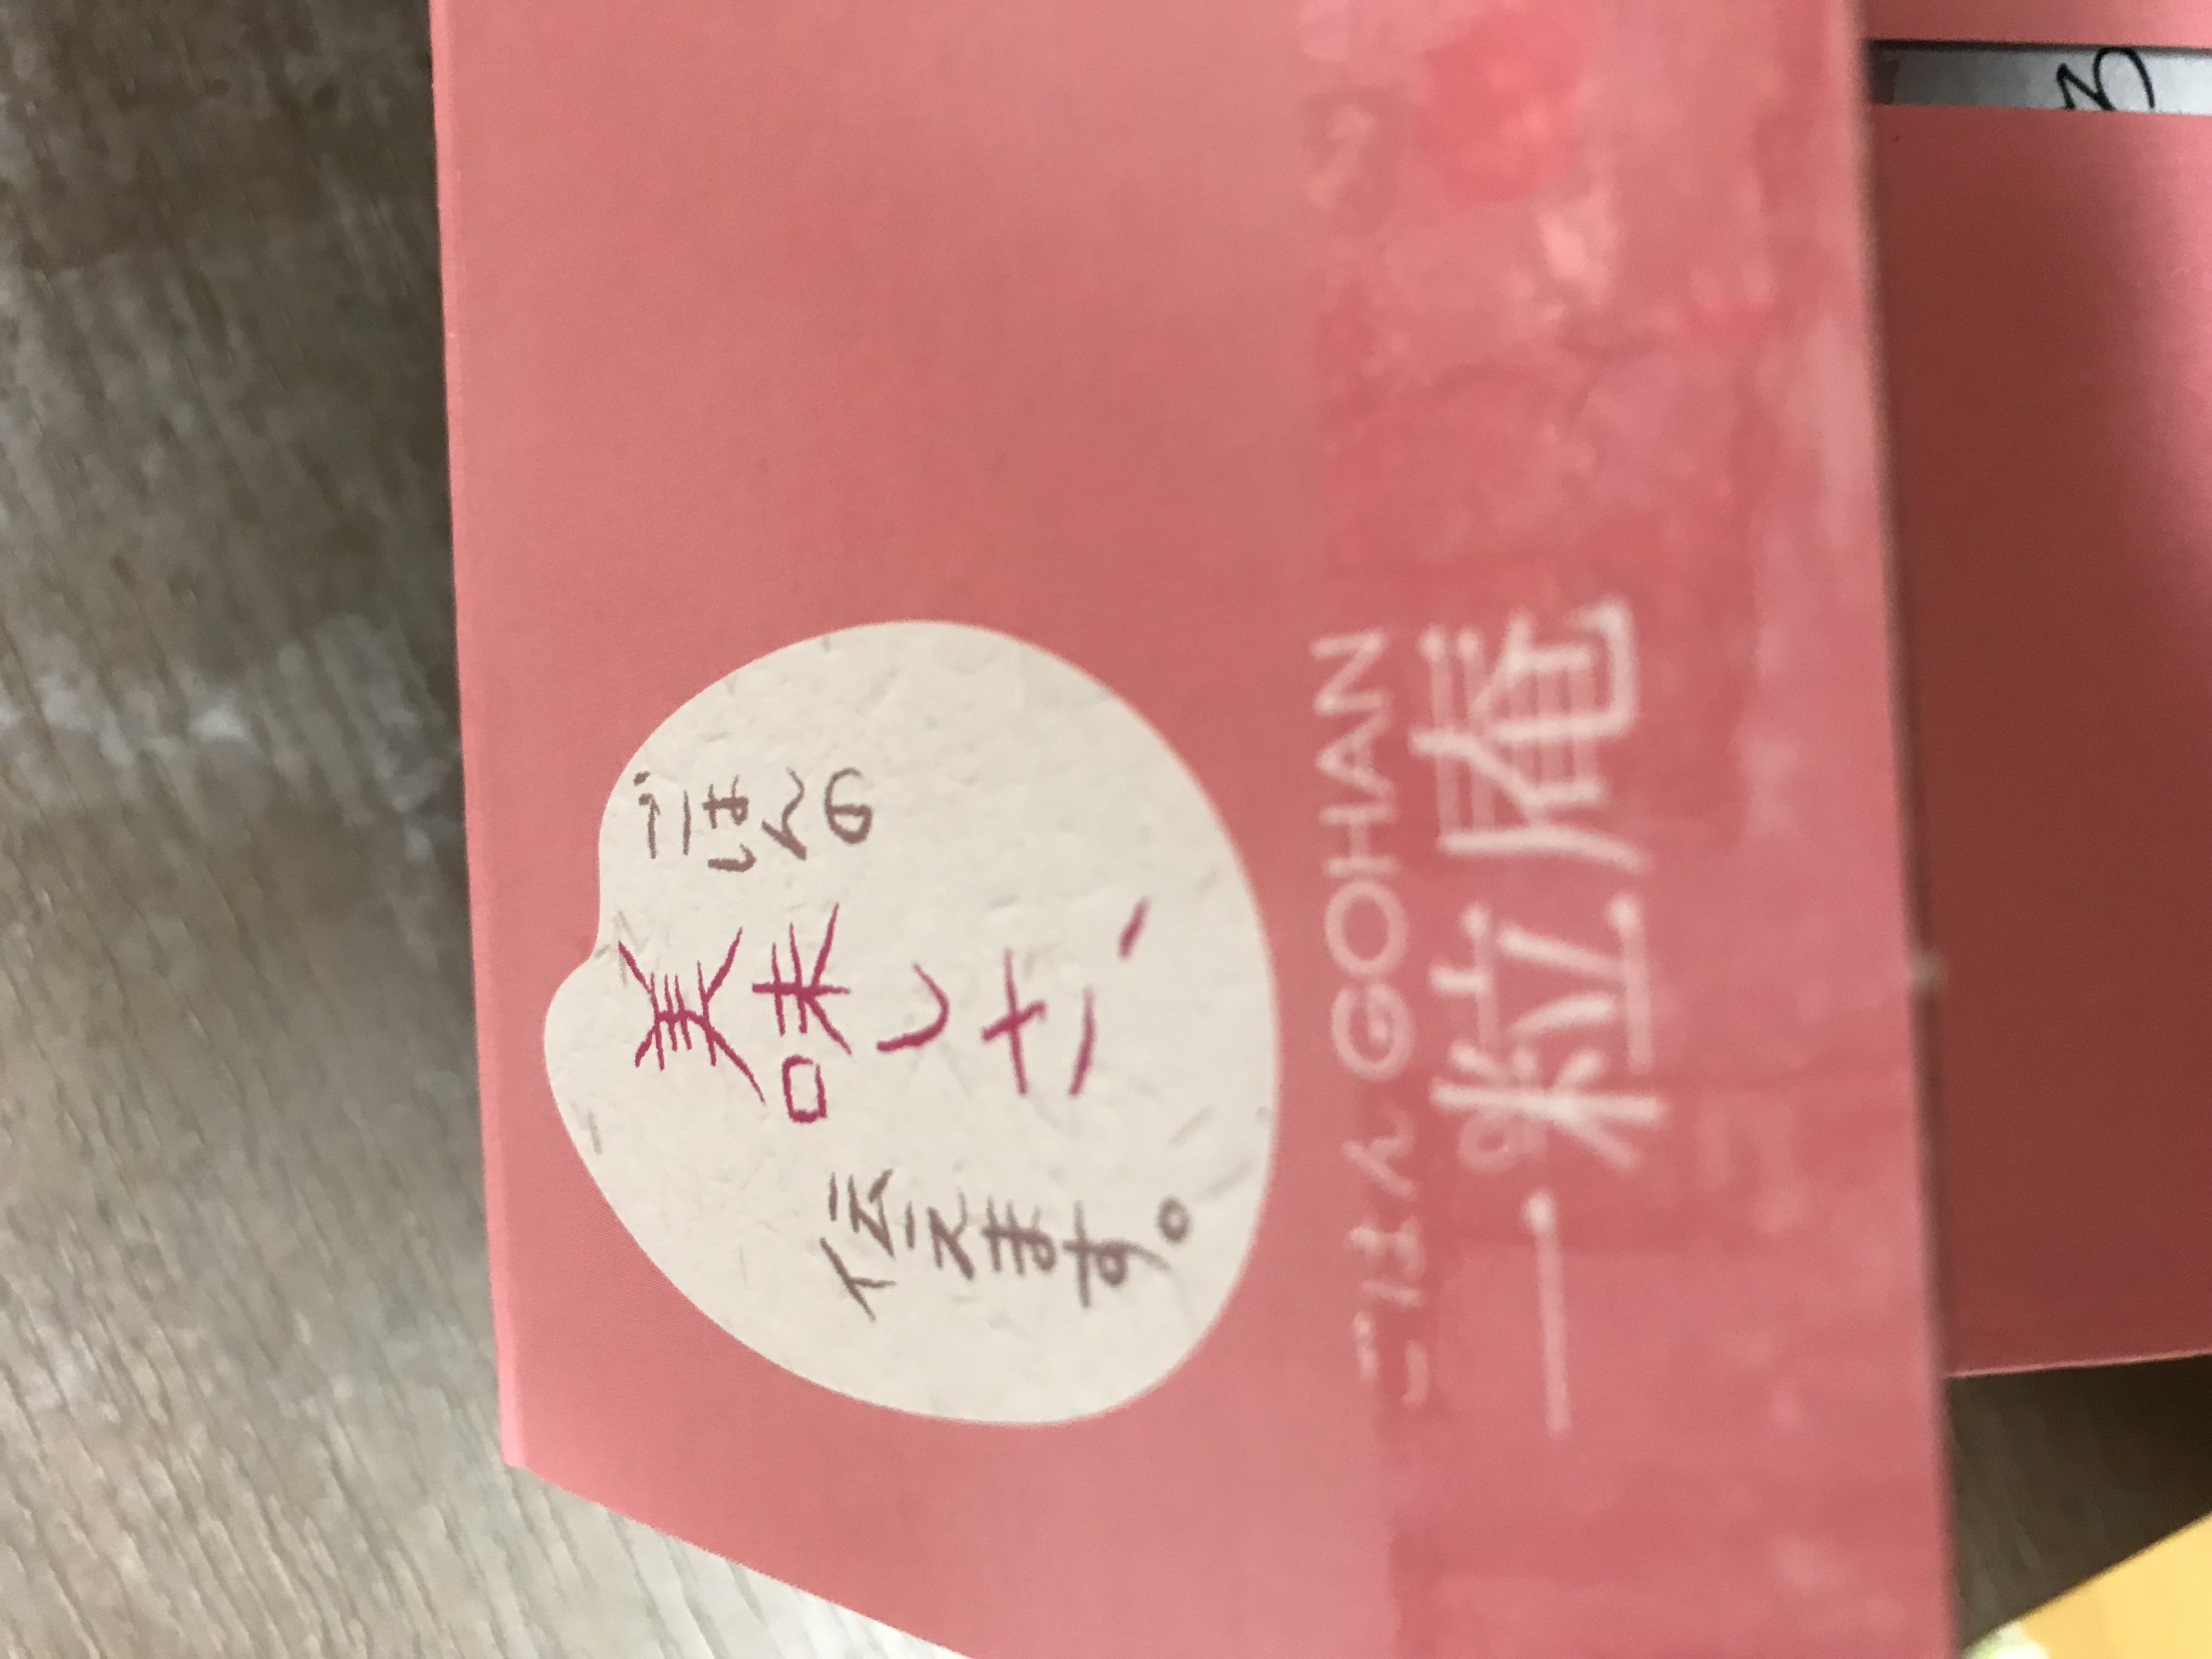 ごはんの
美味しさ、
伝えます。
ごはん GOHAN
一粒庵